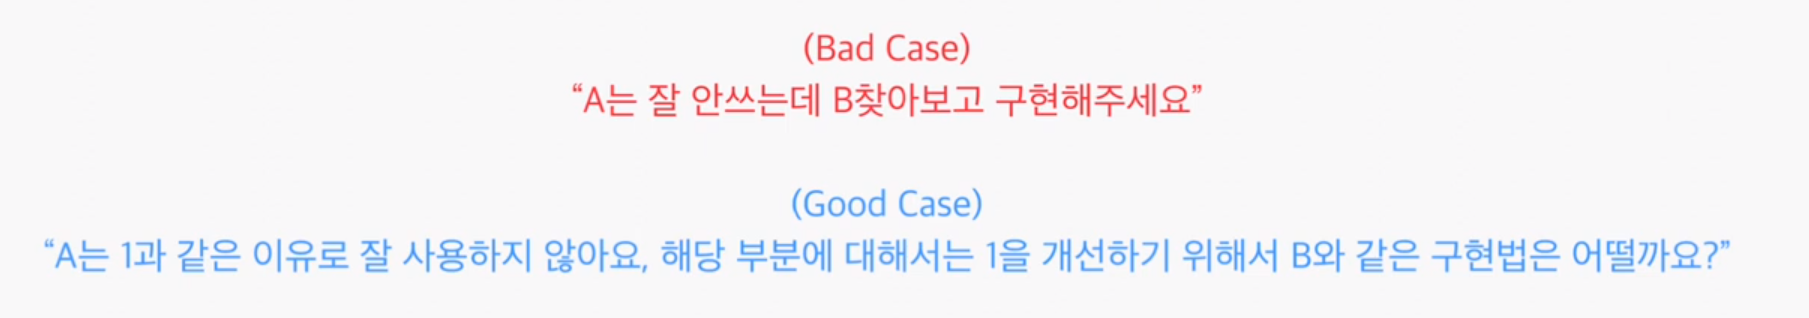 (Bad Case)
“A는 잘 안쓰는데 B찾아보고 구현해주세요”
(Good Case)
“A는 1과 같은 이유로 잘 사용하지 않아요, 해당 부분에 대해서는 1을 개선하기 위해서 B와 같은 구현법은 어떨까요?”